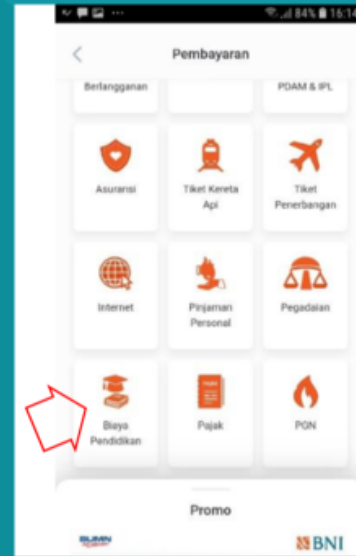 84% 16:14
Pembayaran
Berlangganan
PDAM & IPL
Asuransi
Tiket Kereta
Api
Tiket
Penerbangan
Internet
Pinjaman
Personal
Pegadaian
Biaya
Pendidikan
Pajak
PGN
Promo
BNI